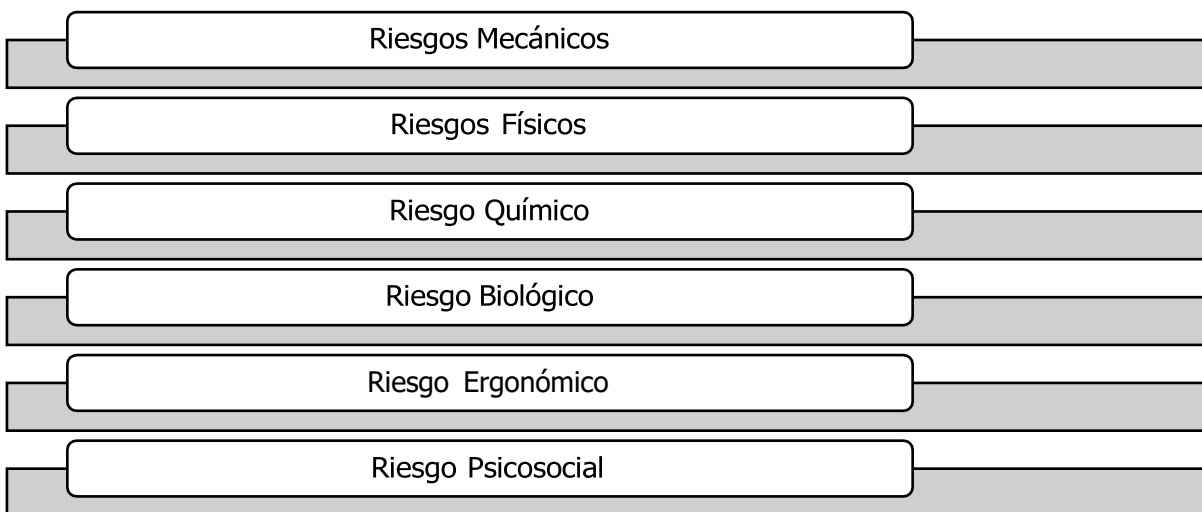 Riesgos Mecánicos
Riesgos Físicos
Riesgo Químico
Riesgo Biológico
Riesgo Ergonómico
Riesgo Psicosocial